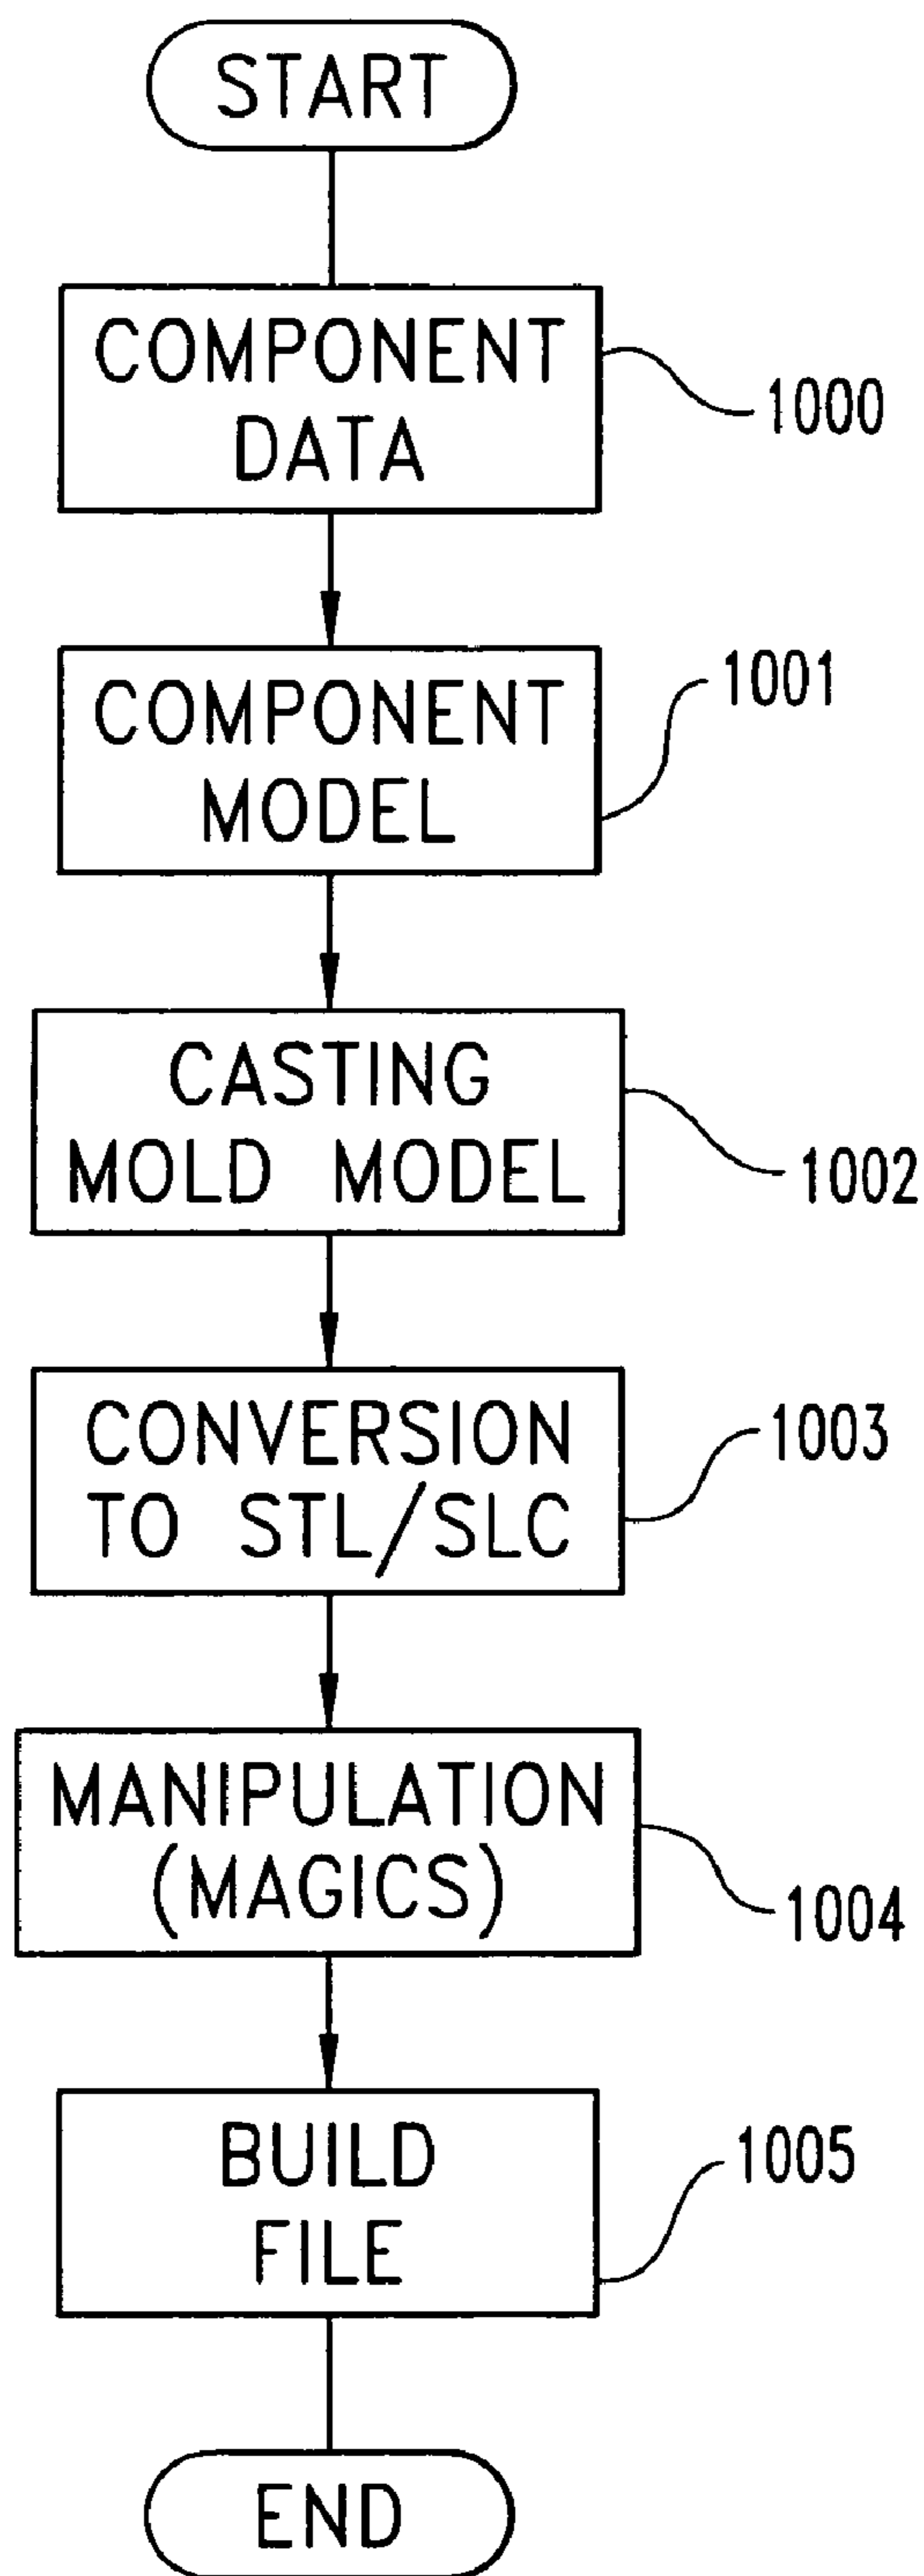 START
COMPONENT
DATA
1000
COMPONENT
MODEL
1001
CASTING
MOLD MODEL
1002
CONVERSION
TO STL/SLC
1003
MANIPULATION
(MAGICS)
1004
BUILD
FILE
1005
END